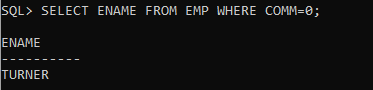 SQL> SELECT ENAME FROM EMP WHERE COMM=0;
ENAME
----------
TURNER